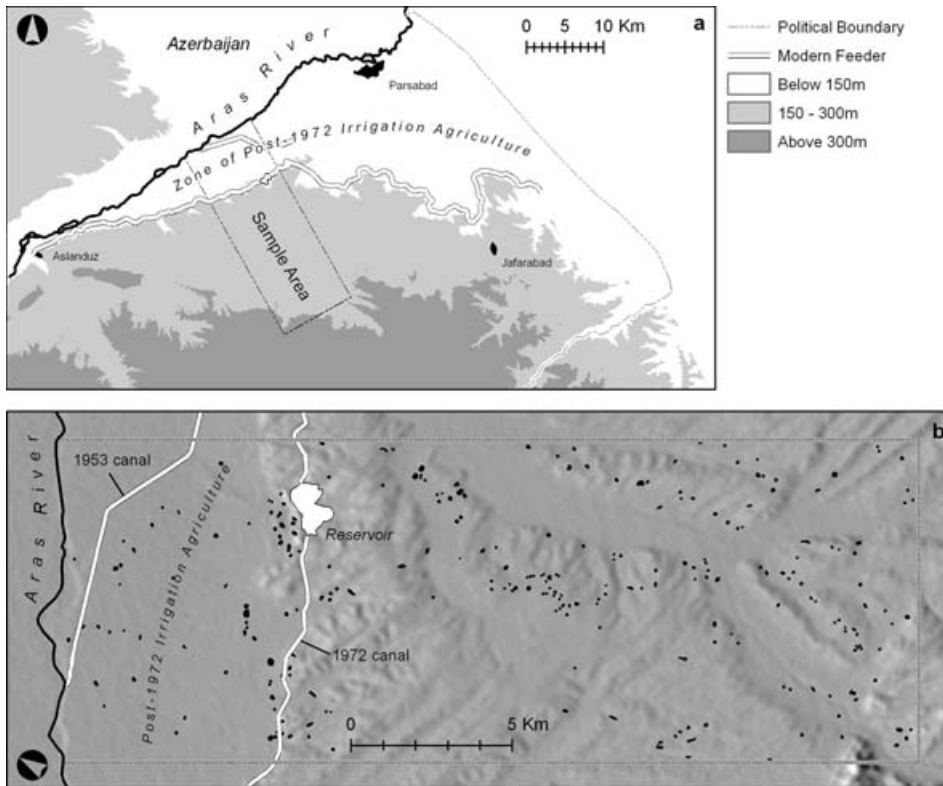 a
Azerbaijan
Aras River
0 5 10 Km
Parsabad
Zone of Post-1972 Irrigation Agriculture
Sample Area
Aslanduz
Jafarabad
Political Boundary
Modern Feeder
Below 150m
150 - 300m
Above 300m
b
1953 canal
Aras River
Post-1972 Irrigation Agriculture
Reservoir
1972 canal
0 5 Km